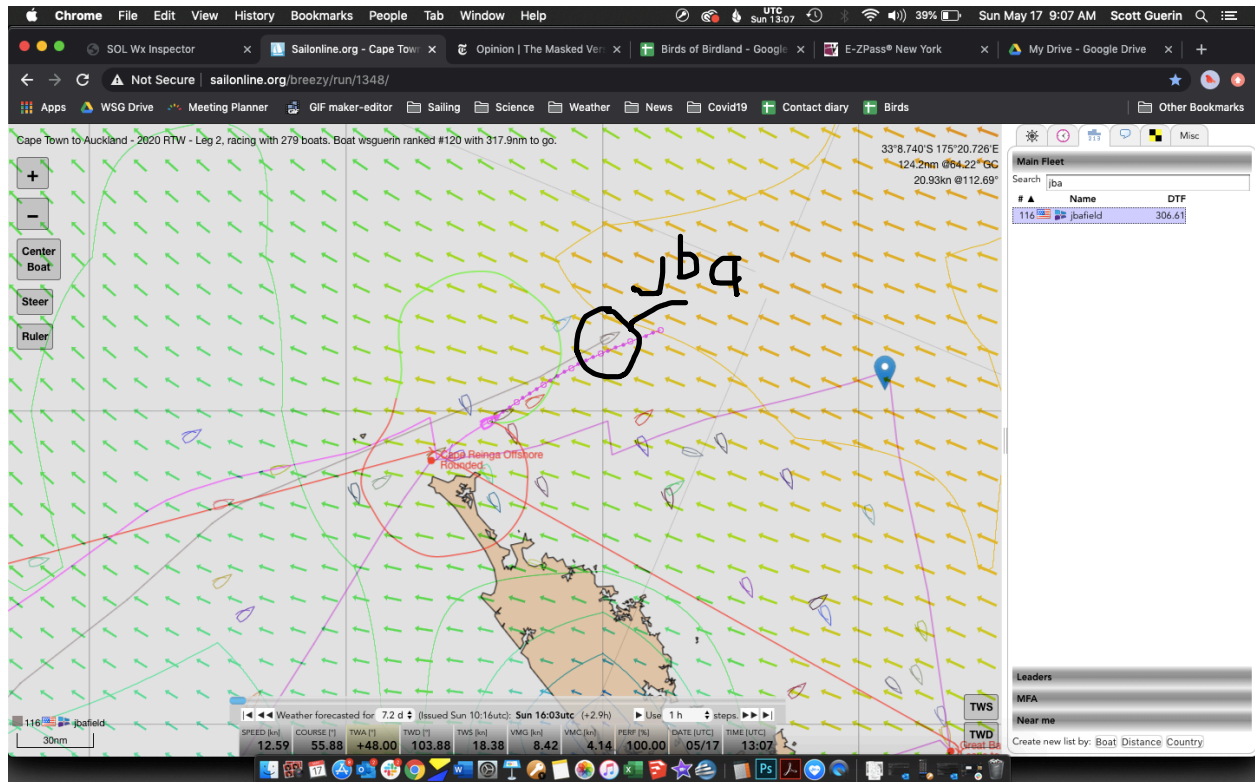 Chrome File Edit View History Bookmarks People Tab Window Help UTC Sun 13:07 39% Sun May 17 9:07 AM Scott Guerin
SOL Wx Inspector Sailonline.org - Cape Town Opinion | The Masked Ver Birds of Birdland - Google E-ZPass® New York My Drive - Google Drive
Not Secure | sailonline.org/breezy/run/1348/
Apps WSG Drive Meeting Planner GIF maker-editor Sailing Science Weather News Covid19 Contact diary Birds Other Bookmarks
Cape Town to Auckland - 2020 RTW - Leg 2, racing with 279 boats. Boat wsguerin ranked #120 with 317.9nm to go.
33°8.740'S 175°20.726'E
124.2nm @64.22° GC
20.93kn @112.69°
+
−
Center Boat
Steer
Ruler
Jba
Cape Reinga Offshore
Rounded
Misc
Main Fleet
Search jba
# ▲ Name DTF
116 jbafield 306.61
Leaders
MFA
Near me
Create new list by: Boat Distance Country
TWS
TWD
Great Ba
116 jbafield
30nm
Weather forecasted for 7.2 d (Issued Sun 10:16utc): Sun 16:03utc (+2.9h) Use 1 h steps.
SPEED [kn] COURSE [°] TWA [°] TWD [°] TWS [kn] VMG [kn] VMC [kn] PERF [%] DATE [UTC] TIME [UTC]
12.59 55.88 +48.00 103.88 18.38 8.42 4.14 100.00 05/17 13:07
17
Ps